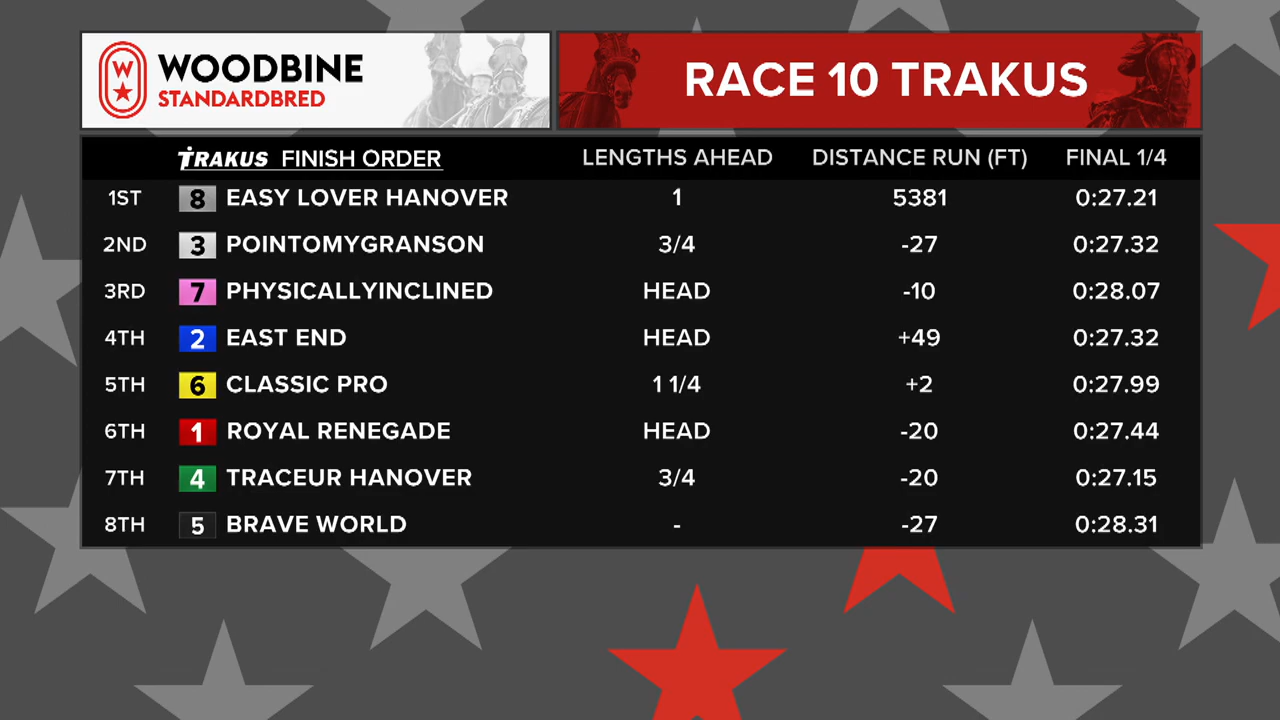 W
WOODBINE
STANDARDBRED
RACE 10 TRAKUS
TRAKUS FINISH ORDER LENGTHS AHEAD DISTANCE RUN (FT) FINAL 1/4
1ST 8 EASY LOVER HANOVER 1 5381 0:27.21
2ND 3 POINTOMYGRANSON 3/4 -27 0:27.32
3RD 7 PHYSICALLYINCLINED HEAD -10 0:28.07
4TH 2 EAST END HEAD +49 0:27.32
5TH 6 CLASSIC PRO 1 1/4 +2 0:27.99
6TH 1 ROYAL RENEGADE HEAD -20 0:27.44
7TH 4 TRACEUR HANOVER 3/4 -20 0:27.15
8TH 5 BRAVE WORLD - -27 0:28.31